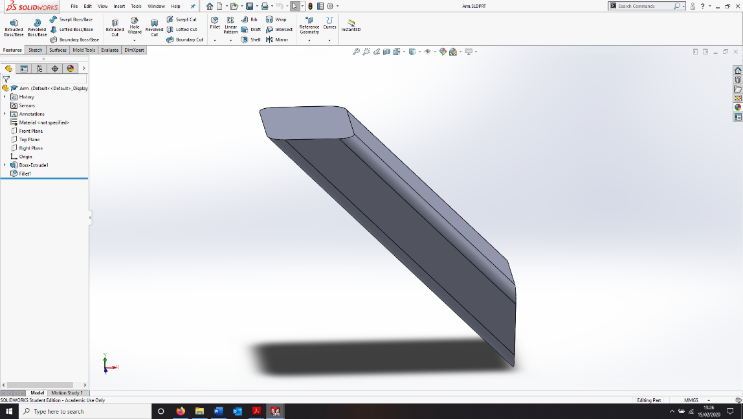 SOLIDWORKS File Edit View Insert Tools Window Help Arm.SLDPRT Search Commands
Extruded Boss/Base Revolved Boss/Base Swept Boss/Base Lofted Boss/Base Boundary Boss/Base Extruded Cut Hole Wizard Revolved Cut Swept Cut Lofted Cut Boundary Cut Fillet Linear Pattern Rib Draft Shell Wrap Intersect Mirror Reference Geometry Curves Instant3D
Features Sketch Surfaces Mold Tools Evaluate DimXpert
Arm (Default<<Default>_Display
History
Sensors
Annotations
Material <not specified>
Front Plane
Top Plane
Right Plane
Origin
Boss-Extrude1
Fillet1
Model Motion Study 1
SOLIDWORKS Student Edition - Academic Use Only Editing Part MMGS
Type here to search
15/02/2020